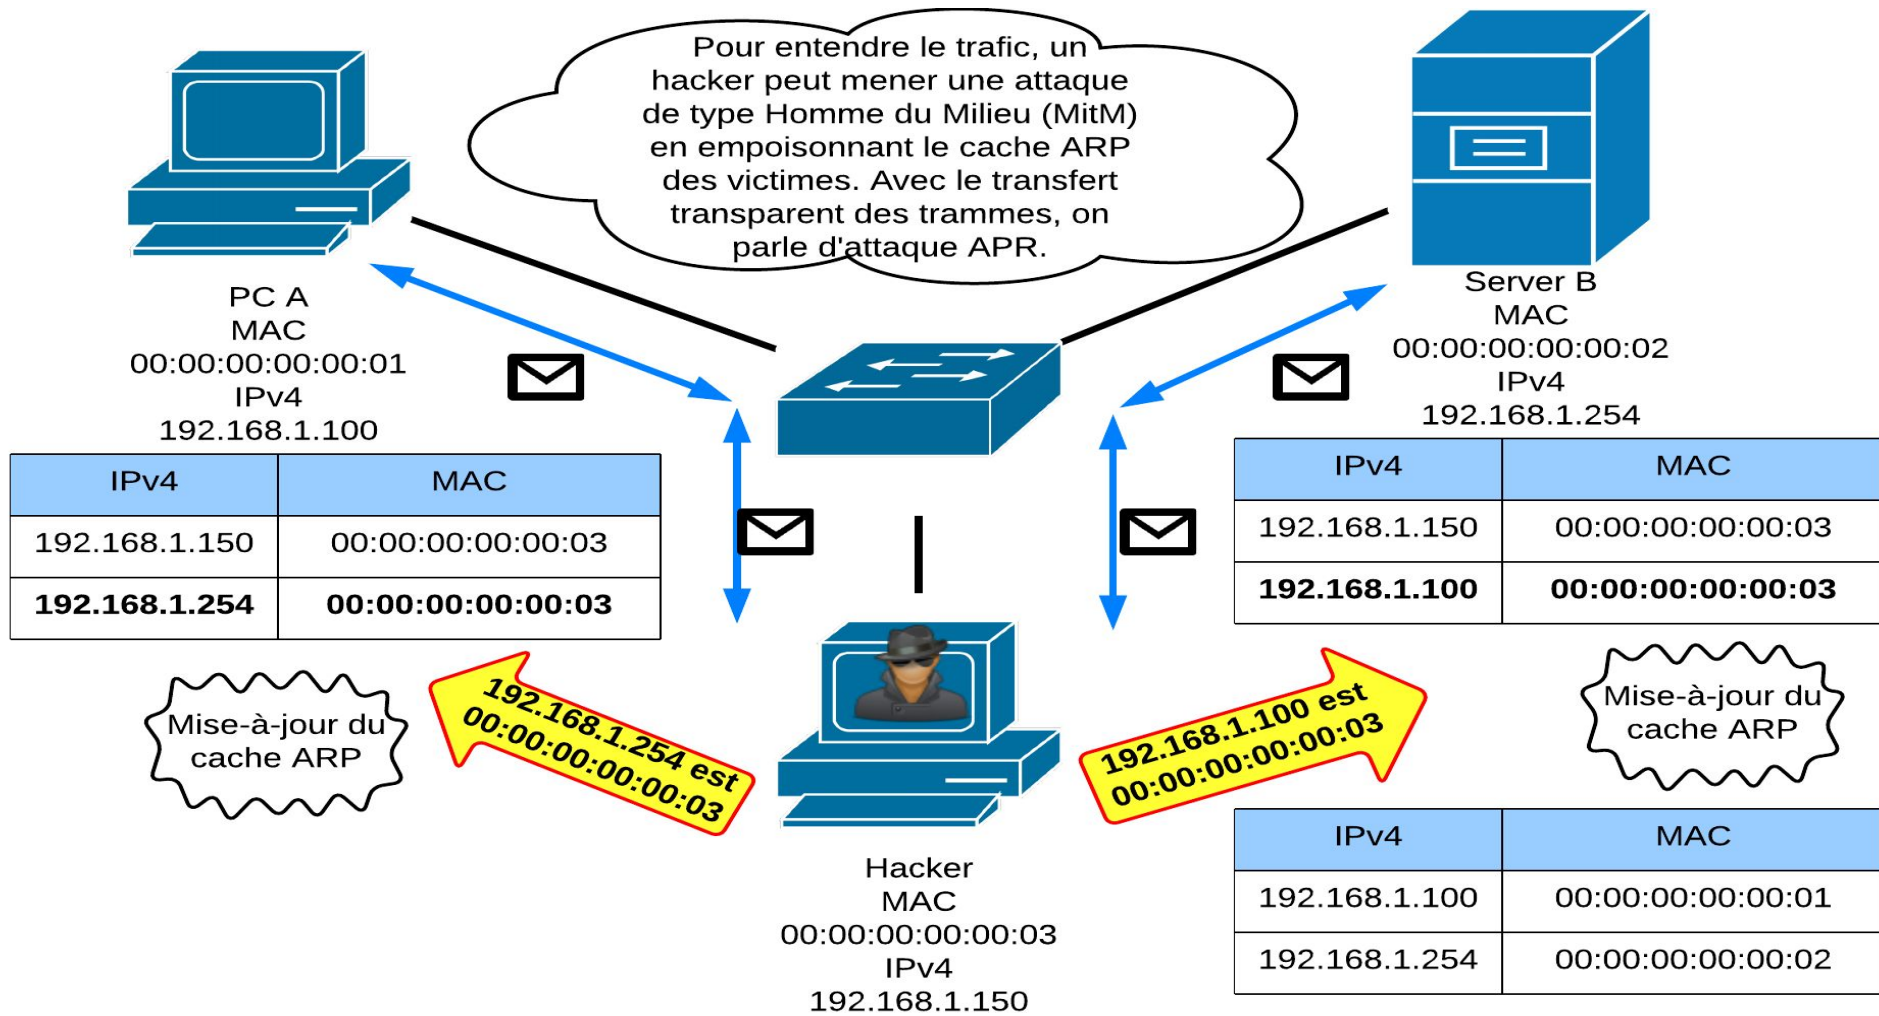 Pour entendre le trafic, un
hacker peut mener une attaque
de type Homme du Milieu (MitM)
en empoisonnant le cache ARP
des victimes. Avec le transfert
transparent des trammes, on
parle d'attaque APR.
PC A
MAC
00:00:00:00:00:01
IPv4
192.168.1.100
Server B
MAC
00:00:00:00:00:02
IPv4
192.168.1.254
IPv4 MAC
192.168.1.150 00:00:00:00:00:03
192.168.1.254 00:00:00:00:00:03
IPv4 MAC
192.168.1.150 00:00:00:00:00:03
192.168.1.100 00:00:00:00:00:03
Mise-à-jour du
cache ARP
192.168.1.254 est
00:00:00:00:00:03
192.168.1.100 est
00:00:00:00:00:03
Mise-à-jour du
cache ARP
Hacker
MAC
00:00:00:00:00:03
IPv4
192.168.1.150
IPv4 MAC
192.168.1.100 00:00:00:00:00:01
192.168.1.254 00:00:00:00:00:02